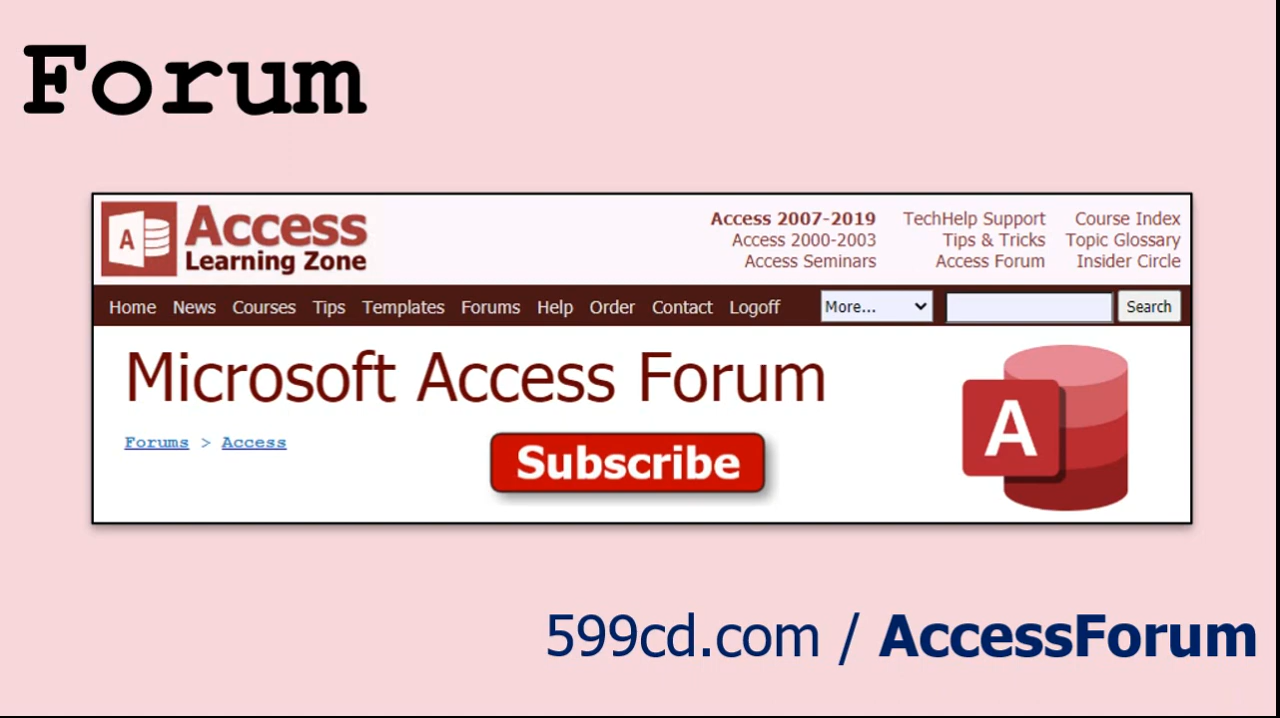 Forum
A Access
Learning Zone
Access 2007-2019 TechHelp Support Course Index
Access 2000-2003 Tips & Tricks Topic Glossary
Access Seminars Access Forum Insider Circle
Home News Courses Tips Templates Forums Help Order Contact Logoff More... Search
Microsoft Access Forum
Forums > Access
Subscribe
A
599cd.com / AccessForum